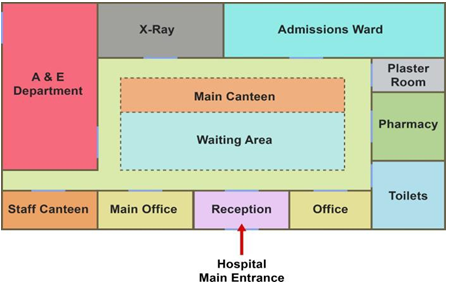 X-Ray
Admissions Ward
A & E
Department
Plaster
Room
Main Canteen
Pharmacy
Waiting Area
Toilets
Staff Canteen
Main Office
Reception
Office
Hospital
Main Entrance